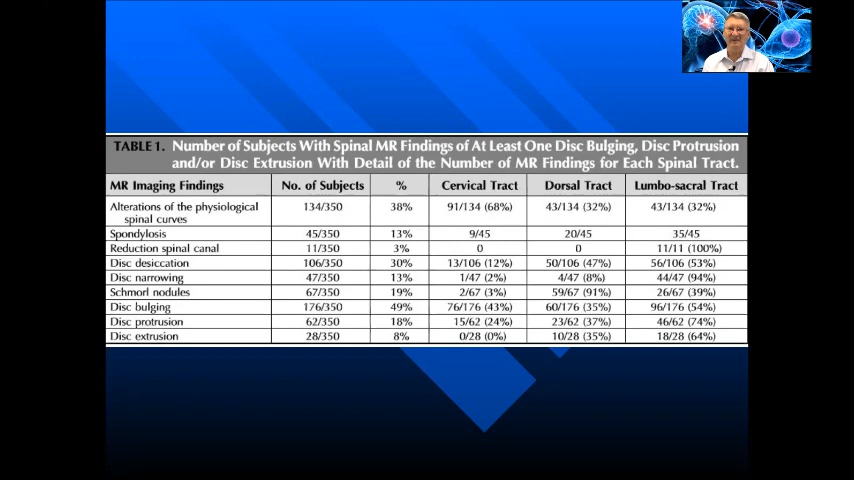 TABLE 1. Number of Subjects With Spinal MR Findings of At Least One Disc Bulging, Disc Protrusion
and/or Disc Extrusion With Detail of the Number of MR Findings for Each Spinal Tract.
MR Imaging Findings No. of Subjects % Cervical Tract Dorsal Tract Lumbo-sacral Tract
Alterations of the physiological 134/350 38% 91/134 (68%) 43/134 (32%) 43/134 (32%)
spinal curves
Spondylosis 45/350 13% 9/45 20/45 35/45
Reduction spinal canal 11/350 3% 0 0 11/11 (100%)
Disc desiccation 106/350 30% 13/106 (12%) 50/106 (47%) 56/106 (53%)
Disc narrowing 47/350 13% 1/47 (2%) 4/47 (8%) 44/47 (94%)
Schmorl nodules 67/350 19% 2/67 (3%) 59/67 (91%) 26/67 (39%)
Disc bulging 176/350 49% 76/176 (43%) 60/176 (35%) 96/176 (54%)
Disc protrusion 62/350 18% 15/62 (24%) 23/62 (37%) 46/62 (74%)
Disc extrusion 28/350 8% 0/28 (0%) 10/28 (35%) 18/28 (64%)